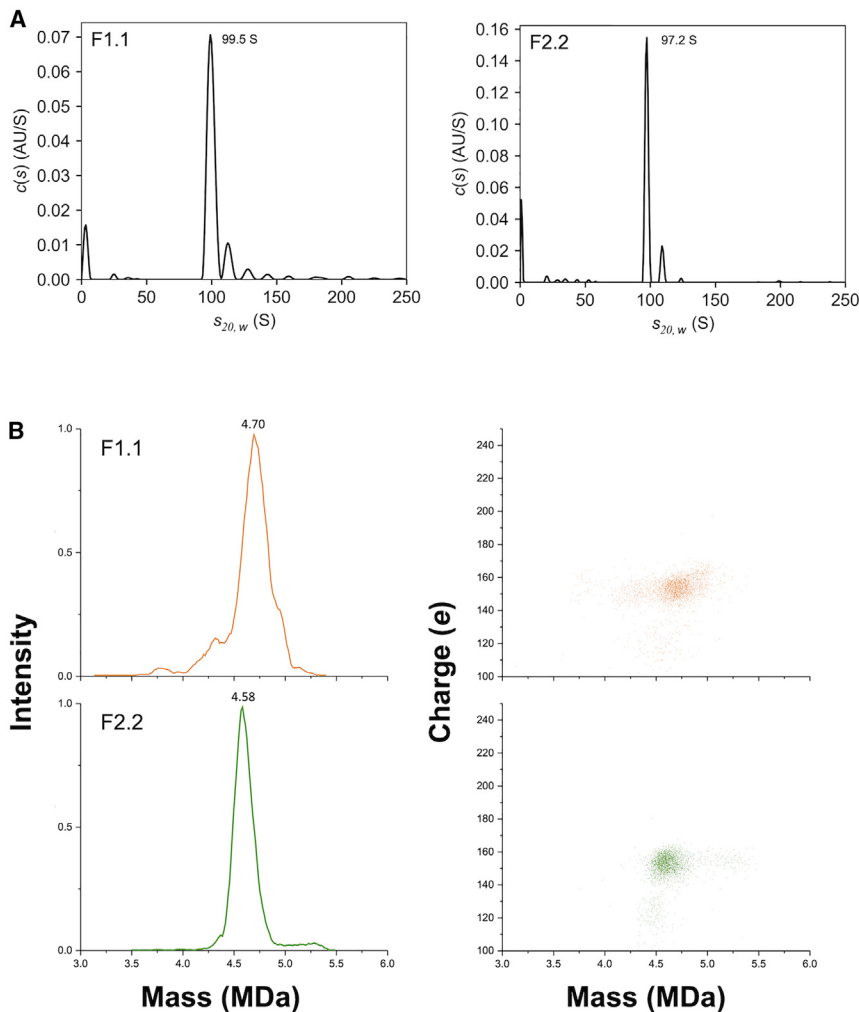 A
F1.1
99.5 S
0.07
0.06
0.05
0.04
0.03
0.02
0.01
0.00
c(s) (AU/S)
0 50 100 150 200 250
s20, w (S)
F2.2
97.2 S
0.16
0.14
0.12
0.10
0.08
0.06
0.04
0.02
0.00
c(s) (AU/S)
0 50 100 150 200 250
s20, w (S)
B
F1.1
4.70
1.0
0.5
0.0
240
220
200
180
160
140
120
100
F2.2
4.58
1.0
0.5
0.0
3.0 3.5 4.0 4.5 5.0 5.5 6.0
Intensity
Mass (MDa)
240
220
200
180
160
140
120
100
3.0 3.5 4.0 4.5 5.0 5.5 6.0
Charge (e)
Mass (MDa)